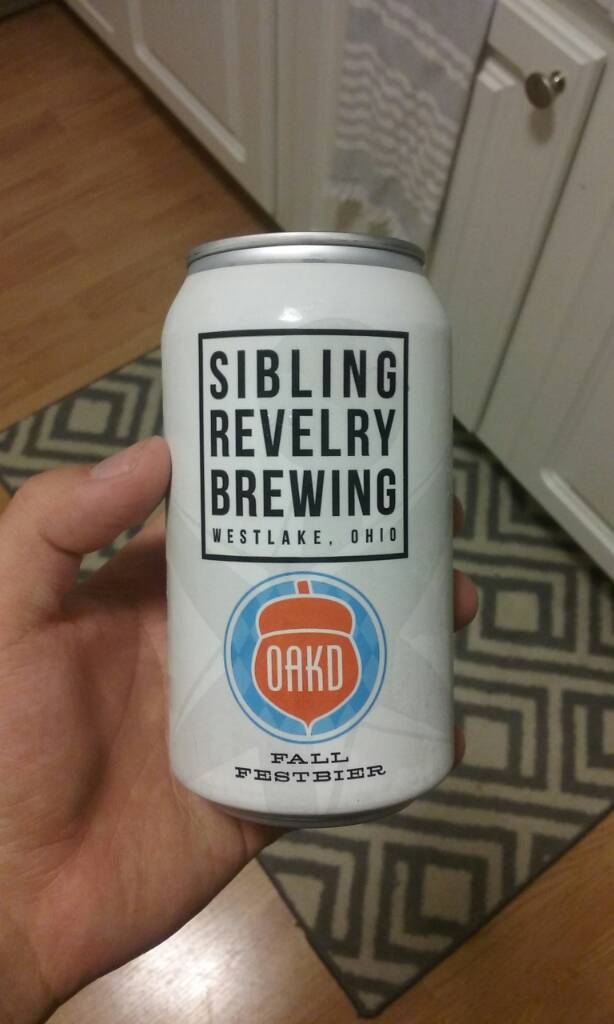 SIBLING
REVELRY
BREWING
WESTLAKE, OHIO
OAKD
FALL
FESTBIER